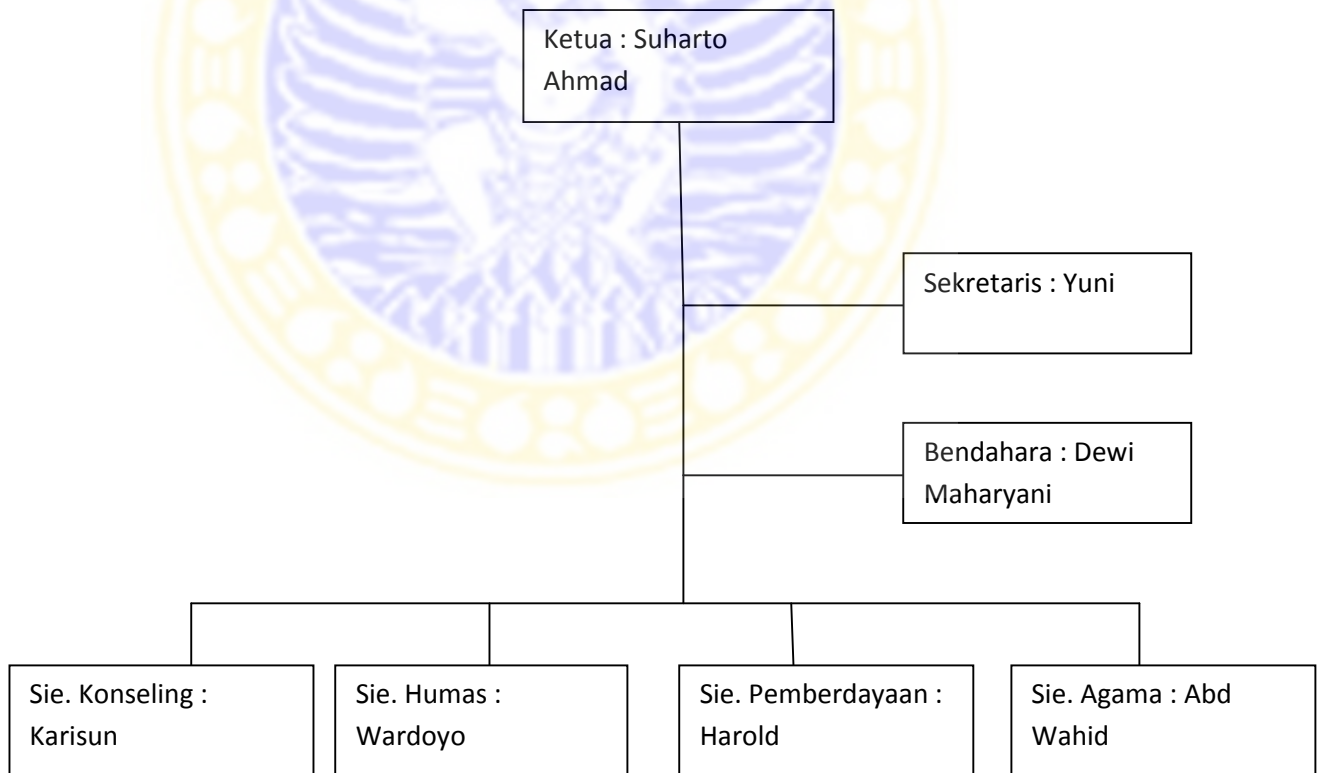 Ketua : Suharto
Ahmad
Sekretaris : Yuni
Bendahara : Dewi
Maharyani
Sie. Konseling :
Karisun
Sie. Humas :
Wardoyo
Sie. Pemberdayaan :
Harold
Sie. Agama : Abd
Wahid